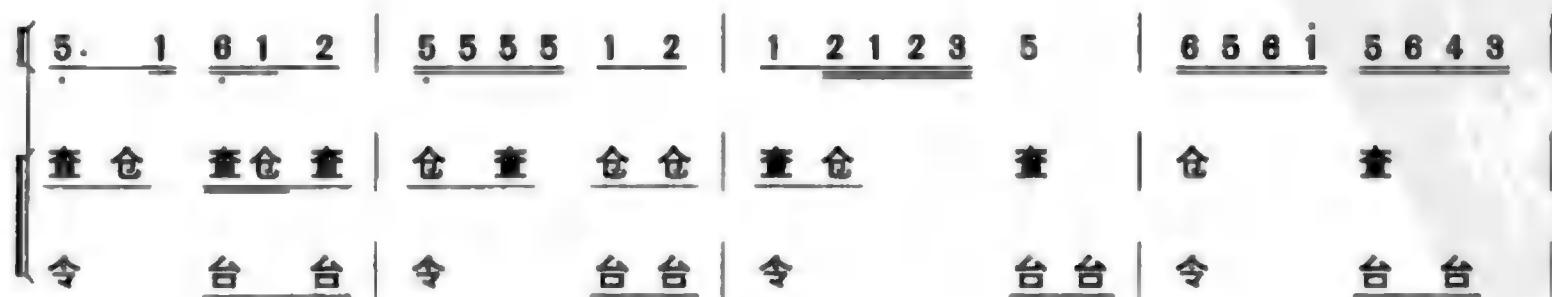 5· 1 6 1 2 | 5 5 5 5 1 2 | 1 2 1 2 3 5 | 6 5 6 i 5 6 4 3 |
查 仓 查 仓 查 | 仓 查 仓 仓 | 查 仓 查 | 仓 查
令 台 台 | 令 台 台 | 令 台 台 | 令 台 台